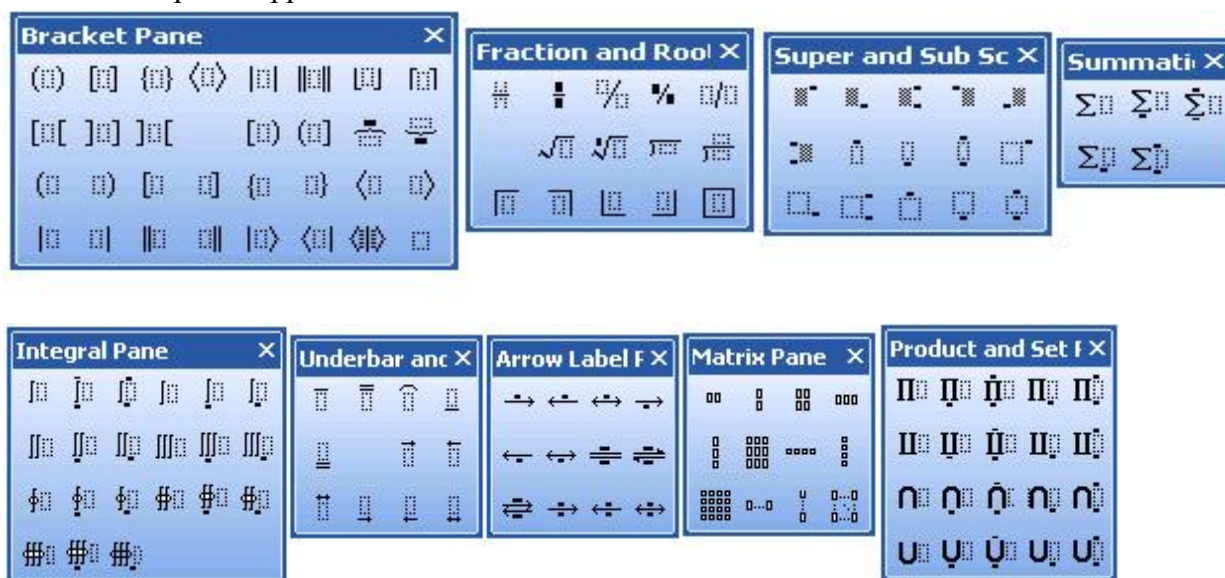 Bracket Pane
Fraction and Roo
Super and Sub Sc
Summati
Integral Pane
Underbar anc
Arrow Label F
Matrix Pane
Product and Set F